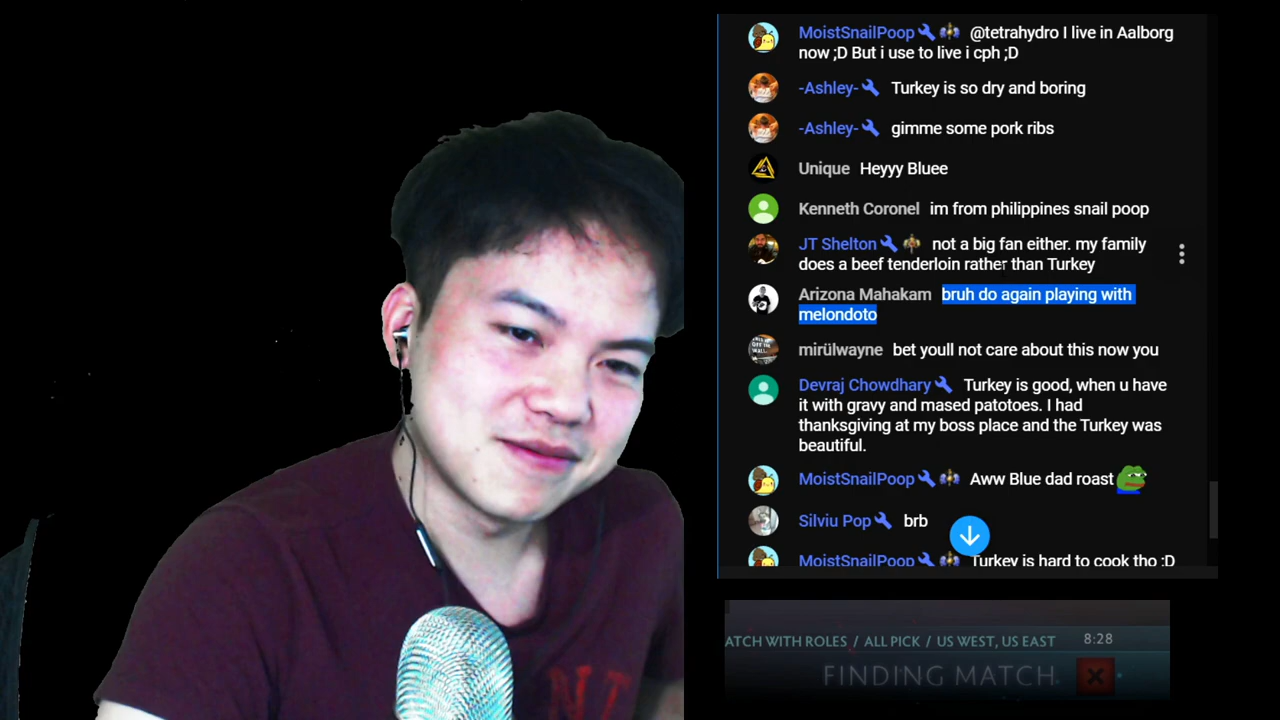 MoistSnailPoop @tetrahydro I live in Aalborg
now ;D But i use to live i cph ;D
-Ashley- Turkey is so dry and boring
-Ashley- gimme some pork ribs
Unique Heyyy Bluee
Kenneth Coronel im from philippines snail poop
JT Shelton not a big fan either. my family
does a beef tenderloin rather than Turkey
Arizona Mahakam bruh do again playing with
melondoto
mirülwayne bet youll not care about this now you
Devraj Chowdhary Turkey is good, when u have
it with gravy and mased patotoes. I had
thanksgiving at my boss place and the Turkey was
beautiful.
MoistSnailPoop Aww Blue dad roast
Silviu Pop brb
MoistSnailPoop Turkey is hard to cook tho :D
ATCH WITH ROLES / ALL PICK / US WEST, US EAST 8:28
FINDING MATCH